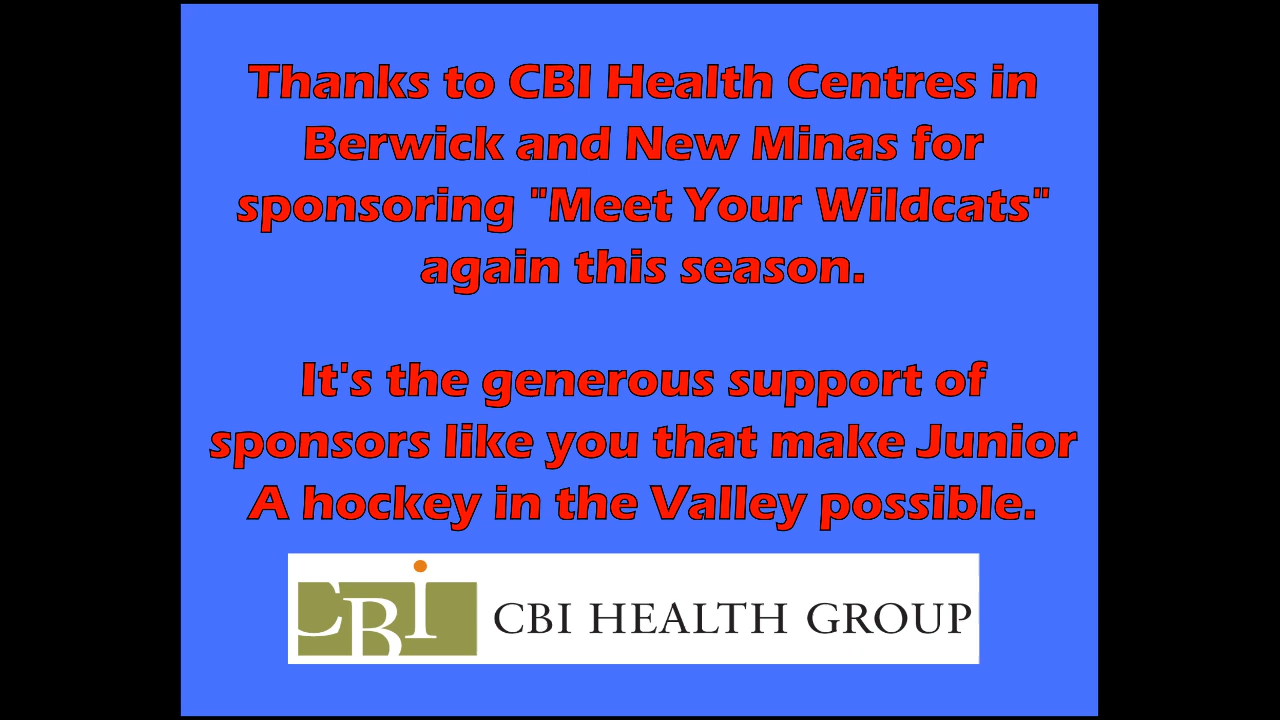 Thanks to CBI Health Centres in
Berwick and New Minas for
sponsoring "Meet Your Wildcats"
again this season.
It's the generous support of
sponsors like you that make Junior
A hockey in the Valley possible.
CBI CBI HEALTH GROUP